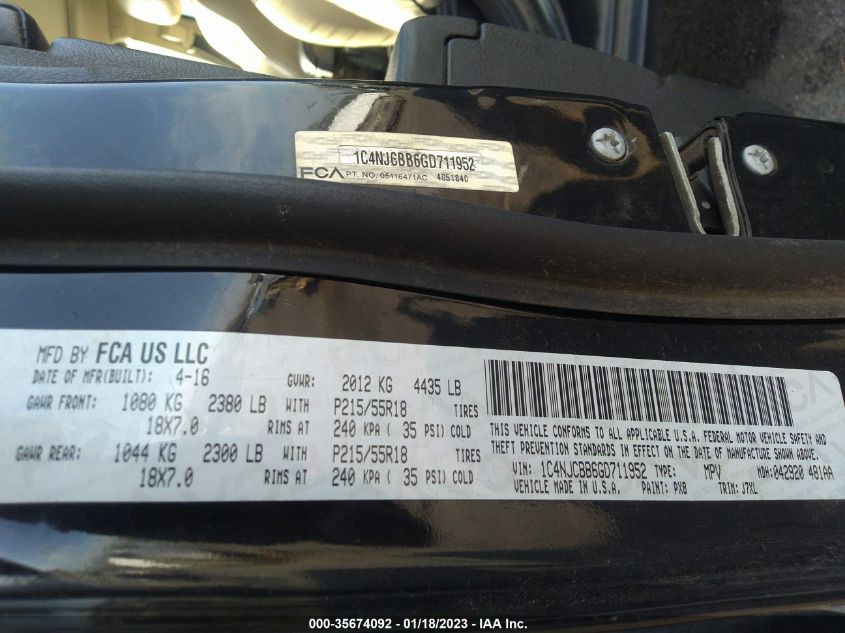 1C4NJCBB6GD711952
FCA PT. NO. 05116471AC 4051840
MFD BY FCA US LLC
DATE OF MFR(BUILT): 4-16 GVWR: 2012 KG 4435 LB
GAWR FRONT: 1080 KG 2380 LB WITH P215/55R18 TIRES
18X7.0 RIMS AT 240 KPA ( 35 PSI) COLD
GAWR REAR: 1044 KG 2300 LB WITH P215/55R18 TIRES
18X7.0 RIMS AT 240 KPA ( 35 PSI) COLD
THIS VEHICLE CONFORMS TO ALL APPLICABLE U.S.A. FEDERAL MOTOR VEHICLE SAFETY AND
THEFT PREVENTION STANDARDS IN EFFECT ON THE DATE OF MANUFACTURE SHOWN ABOVE.
VIN: 1C4NJCBB6GD711952 TYPE: MPV MDH: 042920 481AA
VEHICLE MADE IN U.S.A. PAINT: PX8 TRIM: J7XL
000-35674092 - 01/18/2023 - IAA Inc.